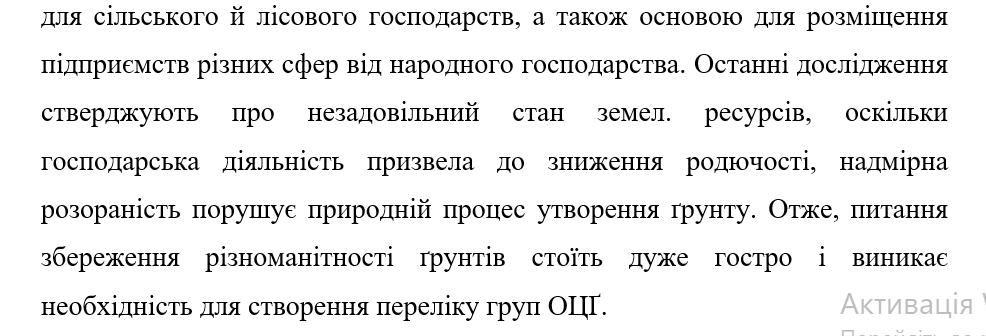 для сільського й лісового господарств, а також основою для розміщення
підприємств різних сфер від народного господарства. Останні дослідження
стверджують про незадовільний стан земел. ресурсів, оскільки
господарська діяльність призвела до зниження родючості, надмірна
розораність порушує природній процес утворення ґрунту. Отже, питання
збереження різноманітності ґрунтів стоїть дуже гостро і виникає
необхідність для створення переліку груп ОЦҐ.
Активація